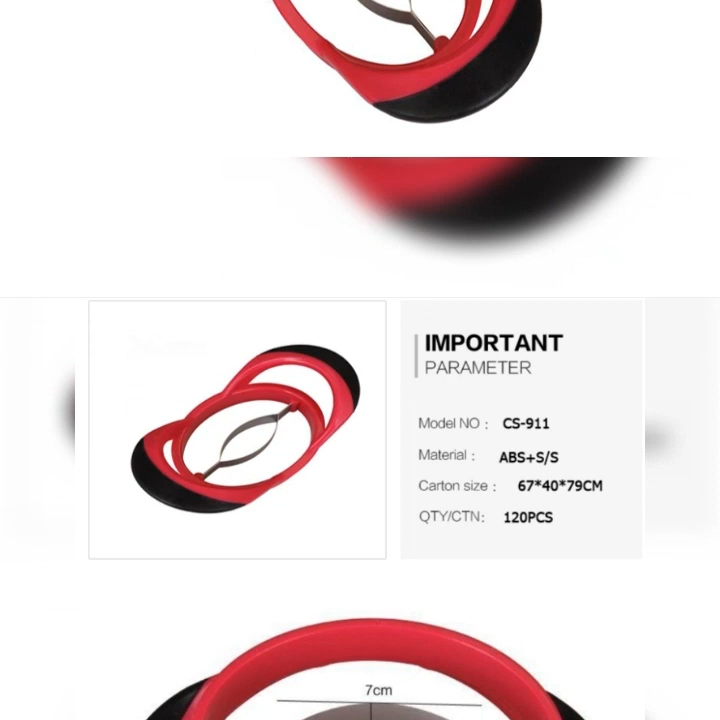 IMPORTANT
PARAMETER
Model NO : CS-911
Material : ABS+S/S
Carton size : 67*40*79CM
QTY/CTN: 120PCS
7cm